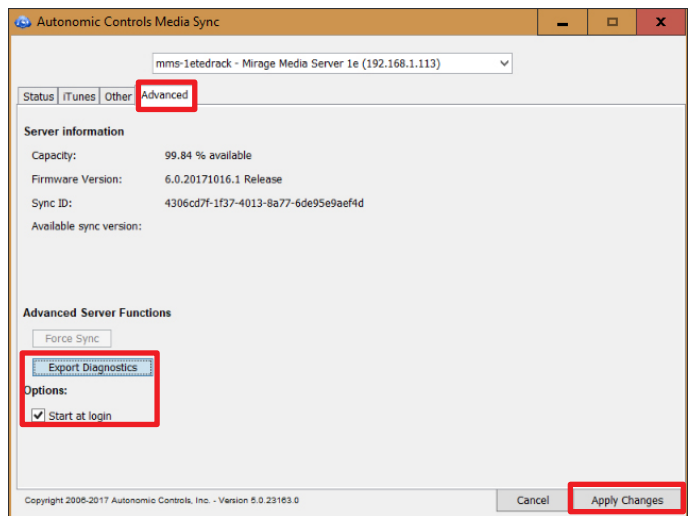 Autonomic Controls Media Sync
mms-1etedrack - Mirage Media Server 1e (192.168.1.113)
Status iTunes Other Advanced
Server information
Capacity: 99.84 % available
Firmware Version: 6.0.20171016.1 Release
Sync ID: 4306cd7f-1f37-4013-8a77-6de95e9aef4d
Available sync version:
Advanced Server Functions
Force Sync
Export Diagnostics
Options:
Start at login
Copyright 2006-2017 Autonomic Controls, Inc. - Version 6.0.23163.0
Cancel Apply Changes